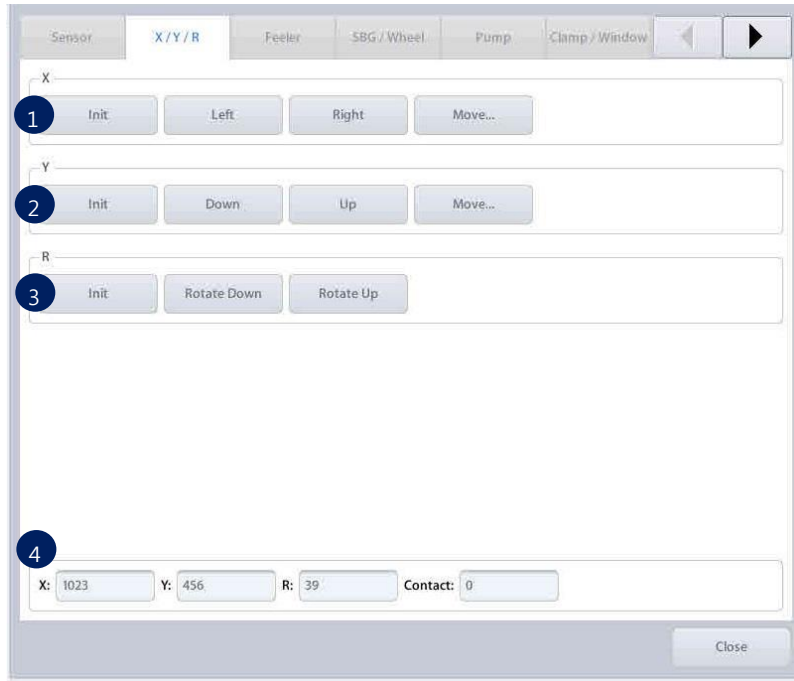 Sensor X / Y / R Feeler SBG / Wheel Pump Clamp / Window
X
1 Init Left Right Move...
Y
2 Init Down Up Move...
R
3 Init Rotate Down Rotate Up
4
X: 1023 Y: 456 R: 39 Contact: 0
Close